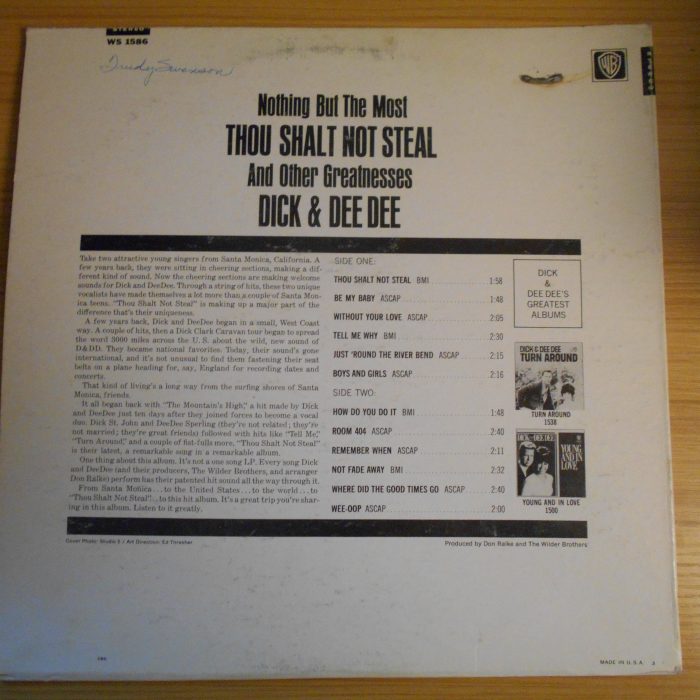 STEREO
WS 1586
Trudy Swanson
WB
Nothing But The Most
THOU SHALT NOT STEAL
And Other Greatnesses
DICK & DEE DEE
Take two attractive young singers from Santa Monica, California. A
few years back, they were sitting in cheering sections, making a dif-
ferent kind of sound. Now the cheering sections are making welcome
sounds for Dick and DeeDee. Through a string of hits, these two unique
vocalists have made themselves a lot more than a couple of Santa Mon-
ica teens. "Thou Shalt Not Steal" is making up a major part of the
difference that's their uniqueness.
A few years back, Dick and DeeDee began in a small, West Coast
way. A couple of hits, then a Dick Clark Caravan tour began to spread
the word 3000 miles across the U.S. about the wild, new sound of
D&DD. They became national favorites. Today, their sound's gone
international, and it's not unusual to find them fastening their seat
belts on a plane heading for, say, England for recording dates and
concerts.
That kind of living's a long way from the surfing shores of Santa
Monica, friends.
It all began back with "The Mountain's High," a hit made by Dick
and DeeDee just ten days after they joined forces to become a vocal
duo. Dick St. John and DeeDee Sperling (they're not related; they're
not married; they're great friends) followed with hits like "Tell Me,"
"Turn Around," and a couple of fist-fulls more. "Thou Shalt Not Steal"
is their latest, a remarkable song in a remarkable album.
One thing about this album. It's not a one song LP. Every song Dick
and DeeDee (and their producers, The Wilder Brothers, and arranger
Don Ralke) perform has their patented hit sound all the way through it.
From Santa Monica...to the United States...to the world...to
"Thou Shalt Not Steal"...to this hit album. It's a great trip you're shar-
ing in this album. Listen to it greatly.
SIDE ONE:
THOU SHALT NOT STEAL BMI 1:58
BE MY BABY ASCAP 1:48
WITHOUT YOUR LOVE ASCAP 2:05
TELL ME WHY BMI 2:30
JUST 'ROUND THE RIVER BEND ASCAP 2:15
BOYS AND GIRLS ASCAP 2:16
SIDE TWO:
HOW DO YOU DO IT BMI 1:48
ROOM 404 ASCAP 2:40
REMEMBER WHEN ASCAP 2:11
NOT FADE AWAY BMI 2:32
WHERE DID THE GOOD TIMES GO ASCAP 2:40
WEE-OOP ASCAP 2:00
DICK
&
DEE DEE'S
GREATEST
ALBUMS
DICK & DEE DEE
TURN AROUND
TURN AROUND
1538
DICK & DEE DEE
YOUNG
AND IN
LOVE
YOUNG AND IN LOVE
1500
Cover Photo: Studio 5 / Art Direction: Ed Thrasher
Produced by Don Ralke and The Wilder Brothers
MADE IN U.S.A.